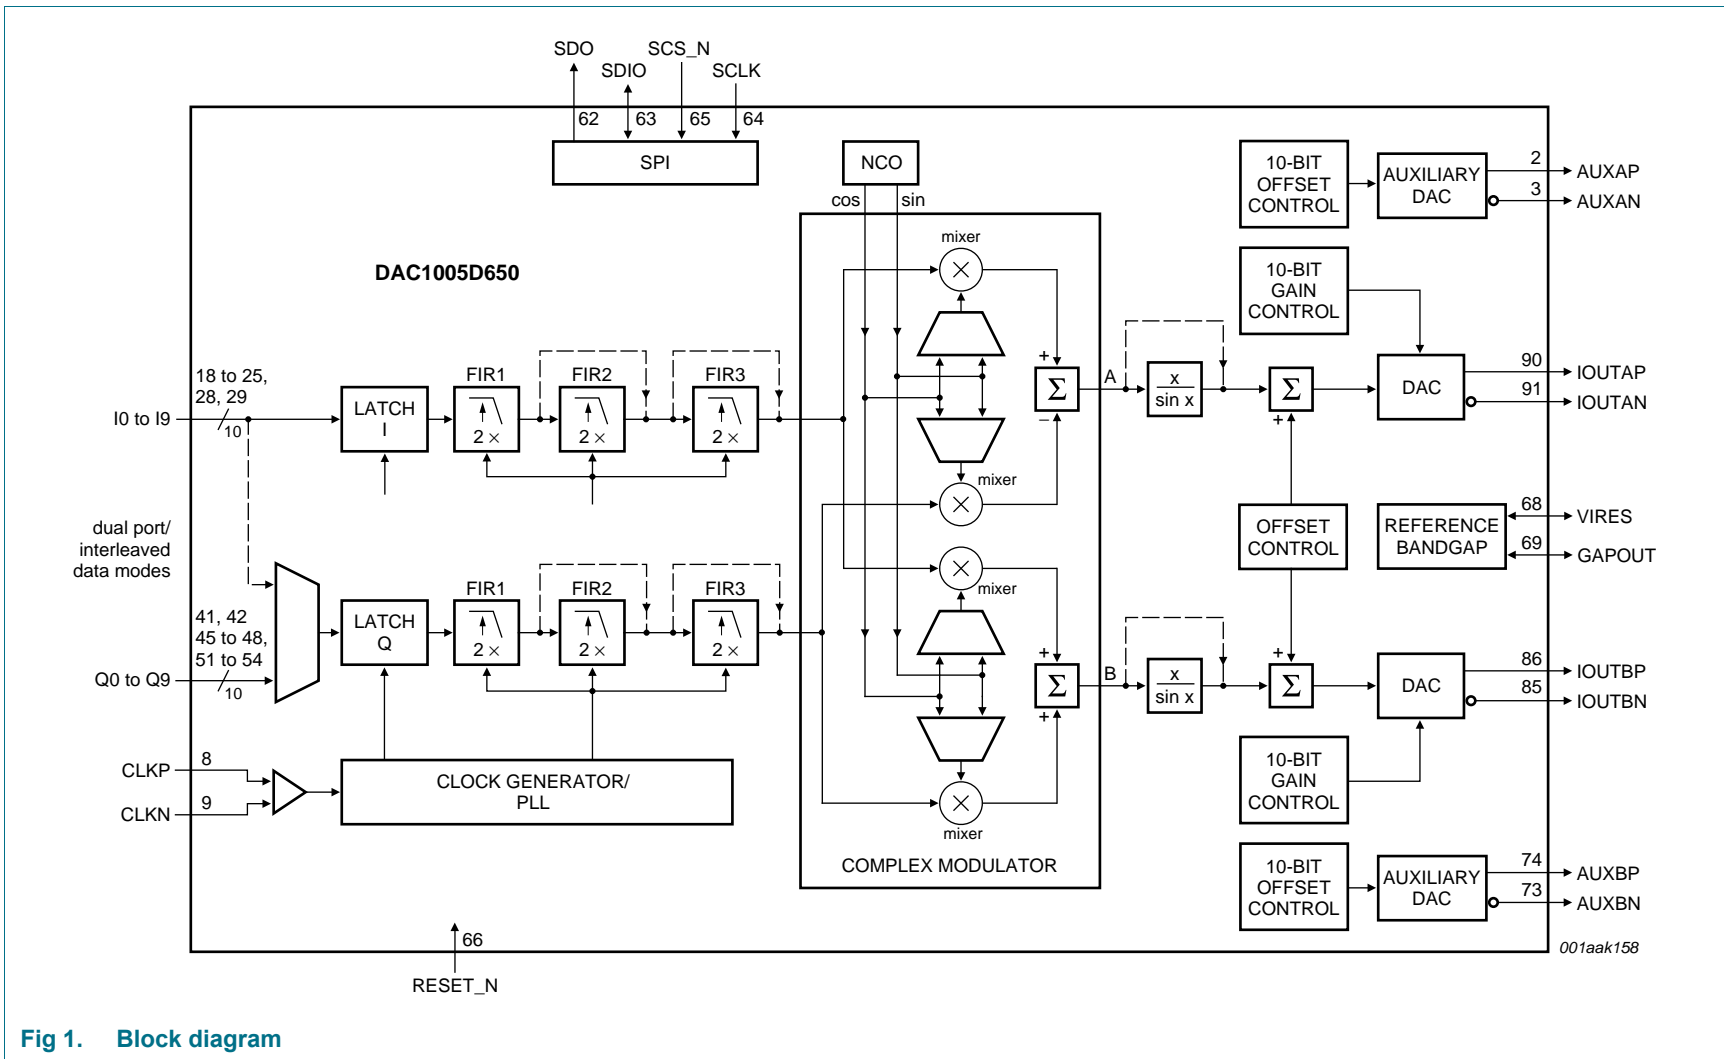 SDO
SDIO
SCS_N
SCLK
62
63
65
64
SPI
NCO
cos
sin
DAC1005D650
mixer
10-BIT
OFFSET
CONTROL
AUXILIARY
DAC
2
AUXAP
3
AUXAN
10-BIT
GAIN
CONTROL
18 to 25,
28, 29
I0 to I9
10
LATCH
I
FIR1
2 ×
FIR2
2 ×
FIR3
2 ×
+
Σ
−
A
x
sin x
Σ
+
DAC
90
IOUTAP
91
IOUTAN
mixer
dual port/
interleaved
data modes
OFFSET
CONTROL
REFERENCE
BANDGAP
68
VIRES
69
GAPOUT
mixer
41, 42
45 to 48,
51 to 54
Q0 to Q9
10
LATCH
Q
FIR1
2 ×
FIR2
2 ×
FIR3
2 ×
+
Σ
+
B
x
sin x
+
Σ
DAC
86
IOUTBP
85
IOUTBN
CLKP
8
CLKN
9
CLOCK GENERATOR/
PLL
10-BIT
GAIN
CONTROL
mixer
COMPLEX MODULATOR
10-BIT
OFFSET
CONTROL
AUXILIARY
DAC
74
AUXBP
73
AUXBN
66
RESET_N
001aak158
Fig 1. Block diagram